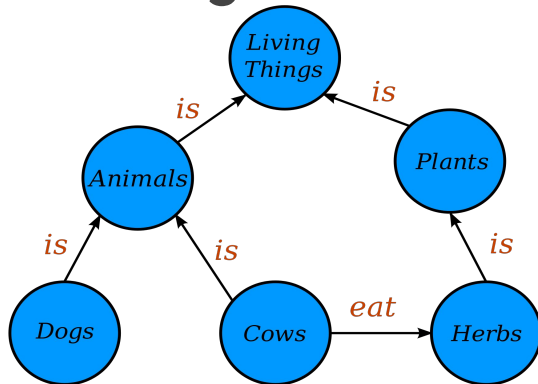 Living
Things
is
is
Animals
Plants
is
is
is
eat
Dogs
Cows
Herbs